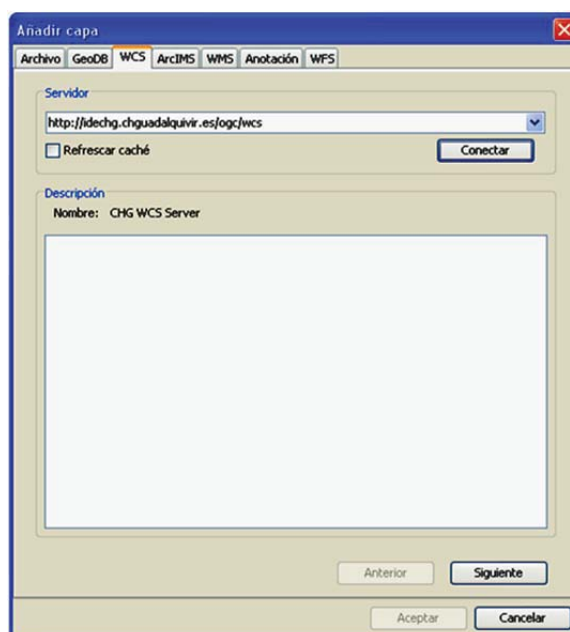 Añadir capa
Archivo GeoDB WCS ArcIMS WMS Anotación WFS
Servidor
http://idechg.chguadalquivir.es/ogc/wcs
Refrescar caché Conectar
Descripción
Nombre: CHG WCS Server
Anterior Siguiente
Aceptar Cancelar